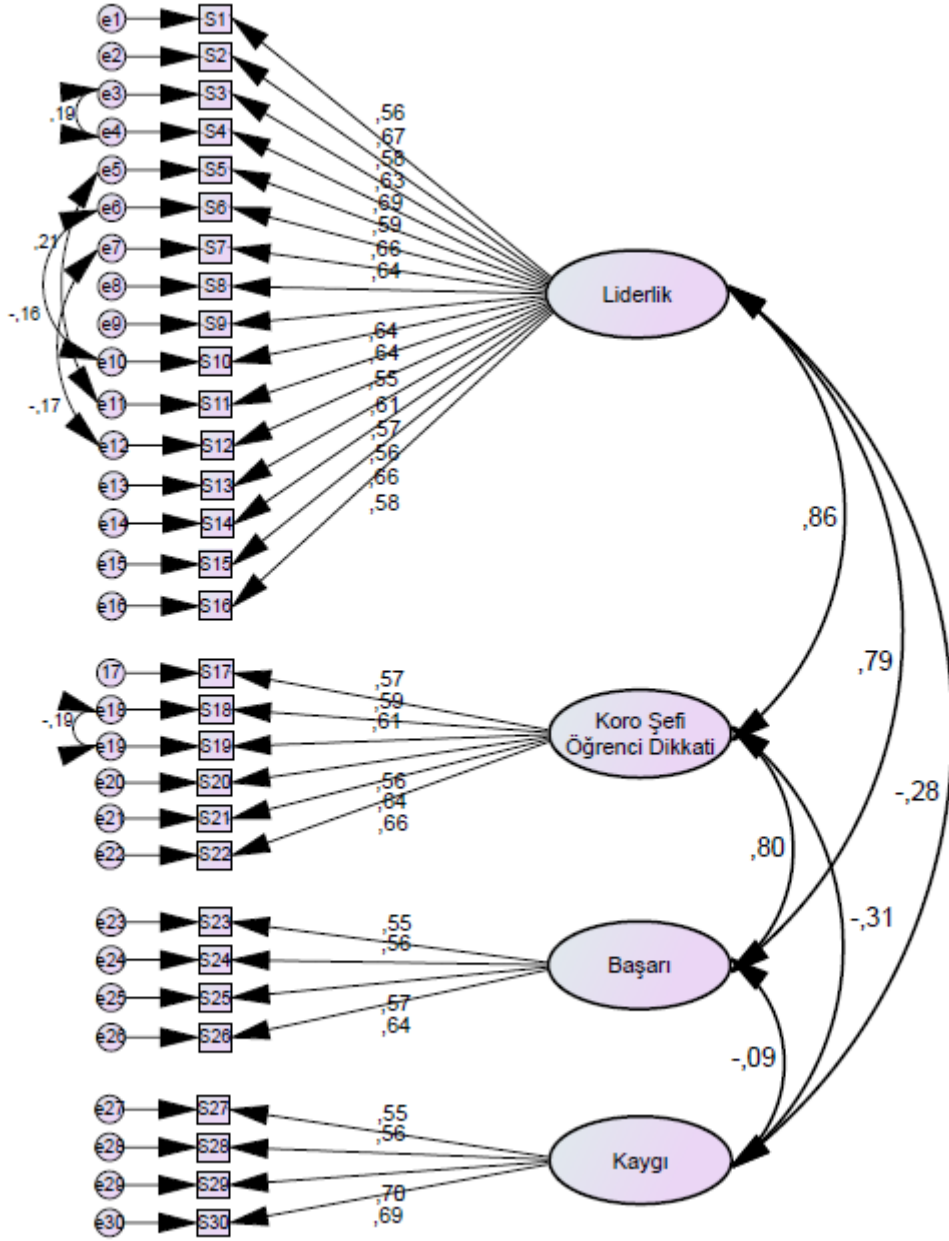 e1 S1
e2 S2
e3 S3
,19
e4 S4
e5 S5
e6 S6
,21
e7 S7
e8 S8
-,16
e9 S9
e10 S10
-,17
e11 S11
e12 S12
e13 S13
e14 S14
e15 S15
e16 S16
,56
,67
,58
,63
,69
,59
,66
,64
,64
,64
,55
,61
,57
,56
,66
,58
Liderlik
17 S17
e18 S18
-,19
e19 S19
e20 S20
e21 S21
e22 S22
,57
,59
,61
,56
,64
,66
Koro Şefi
Öğrenci Dikkati
e23 S23
e24 S24
e25 S25
e26 S26
,55
,56
,57
,64
Başarı
e27 S27
e28 S28
e29 S29
e30 S30
,55
,56
,70
,69
Kaygı
,86
,79
-,28
,80
-,31
-,09